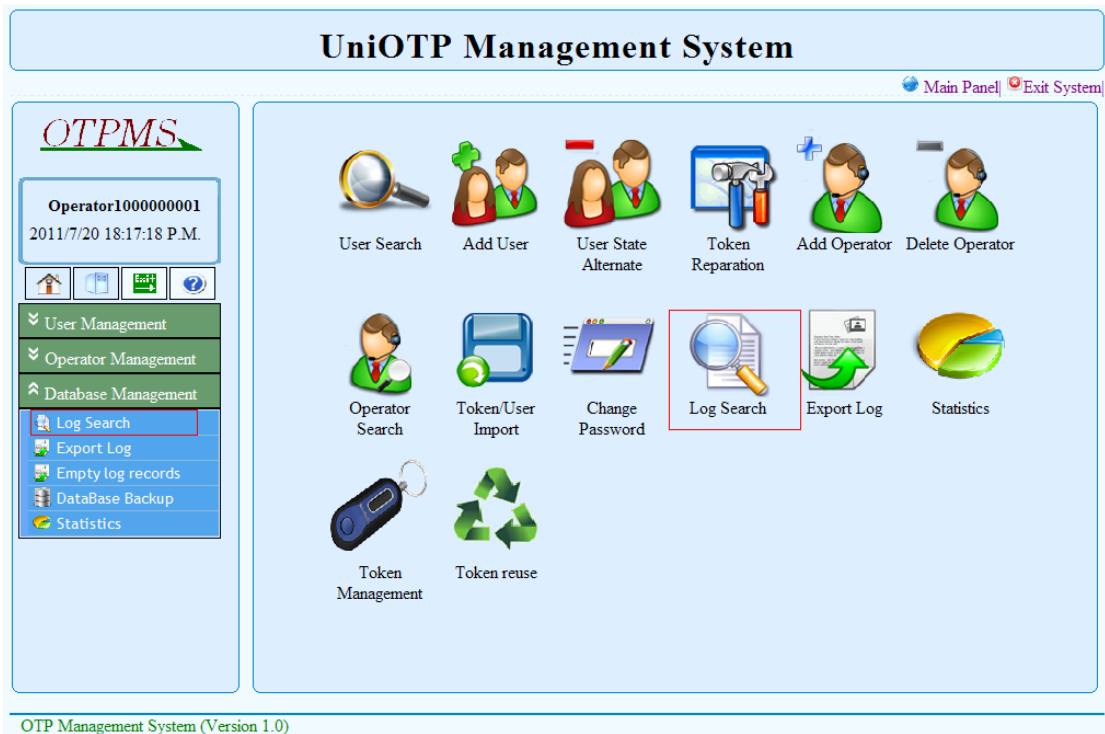 UniOTP Management System
Main Panel| Exit System|
OTPMS
Operator1000000001
2011/7/20 18:17:18 P.M.
Exit
User Management
Operator Management
Database Management
Log Search
Export Log
Empty log records
DataBase Backup
Statistics
User Search
Add User
User State
Alternate
Token
Reparation
Add Operator
Delete Operator
Operator
Search
Token/User
Import
Change
Password
Log Search
Export Log
Statistics
Token
Management
Token reuse
OTP Management System (Version 1.0)